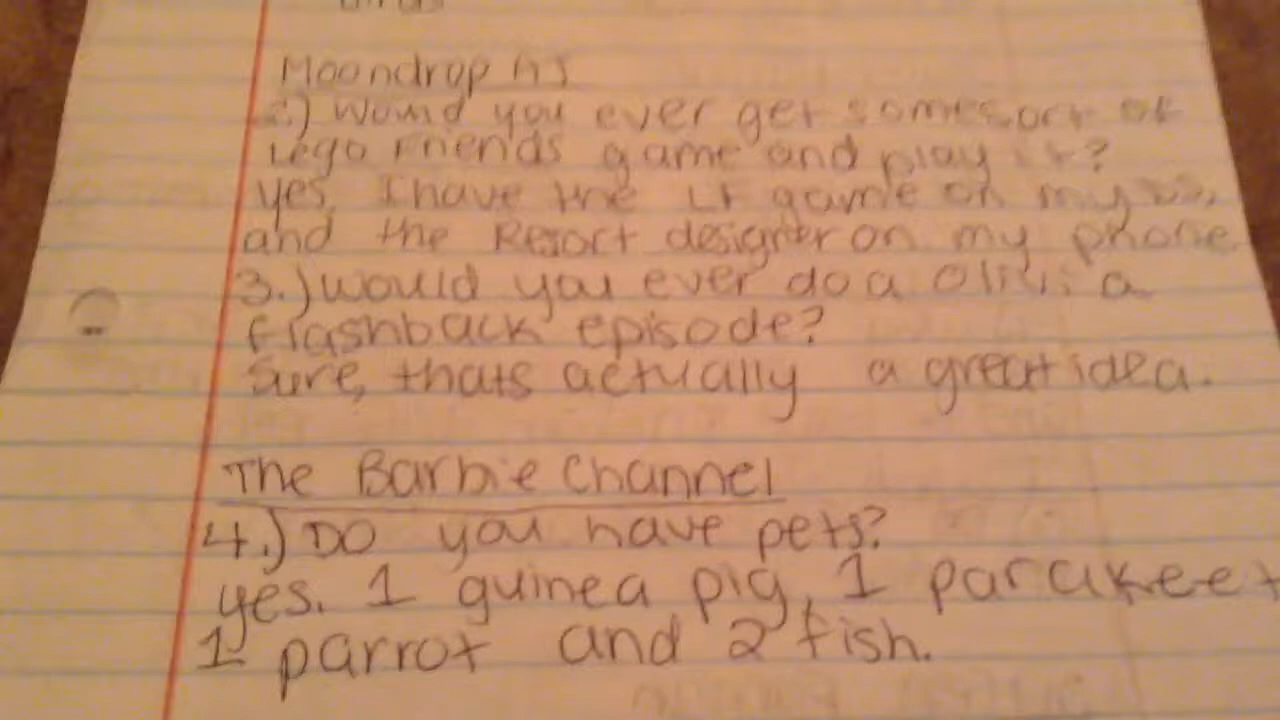 Moondrop AJ
2.) Would you ever get somesort of
Lego Friends game and play it?
yes, I have the LF game on my DS,
and the Resort designer on my phone
3.) would you ever do a Olivia
flashback episode?
Sure, thats actually a great idea.
The Barbie Channel
4.) DO you have pets?
yes. 1 guinea pig, 1 parakeet
1 parrot and 2 fish.